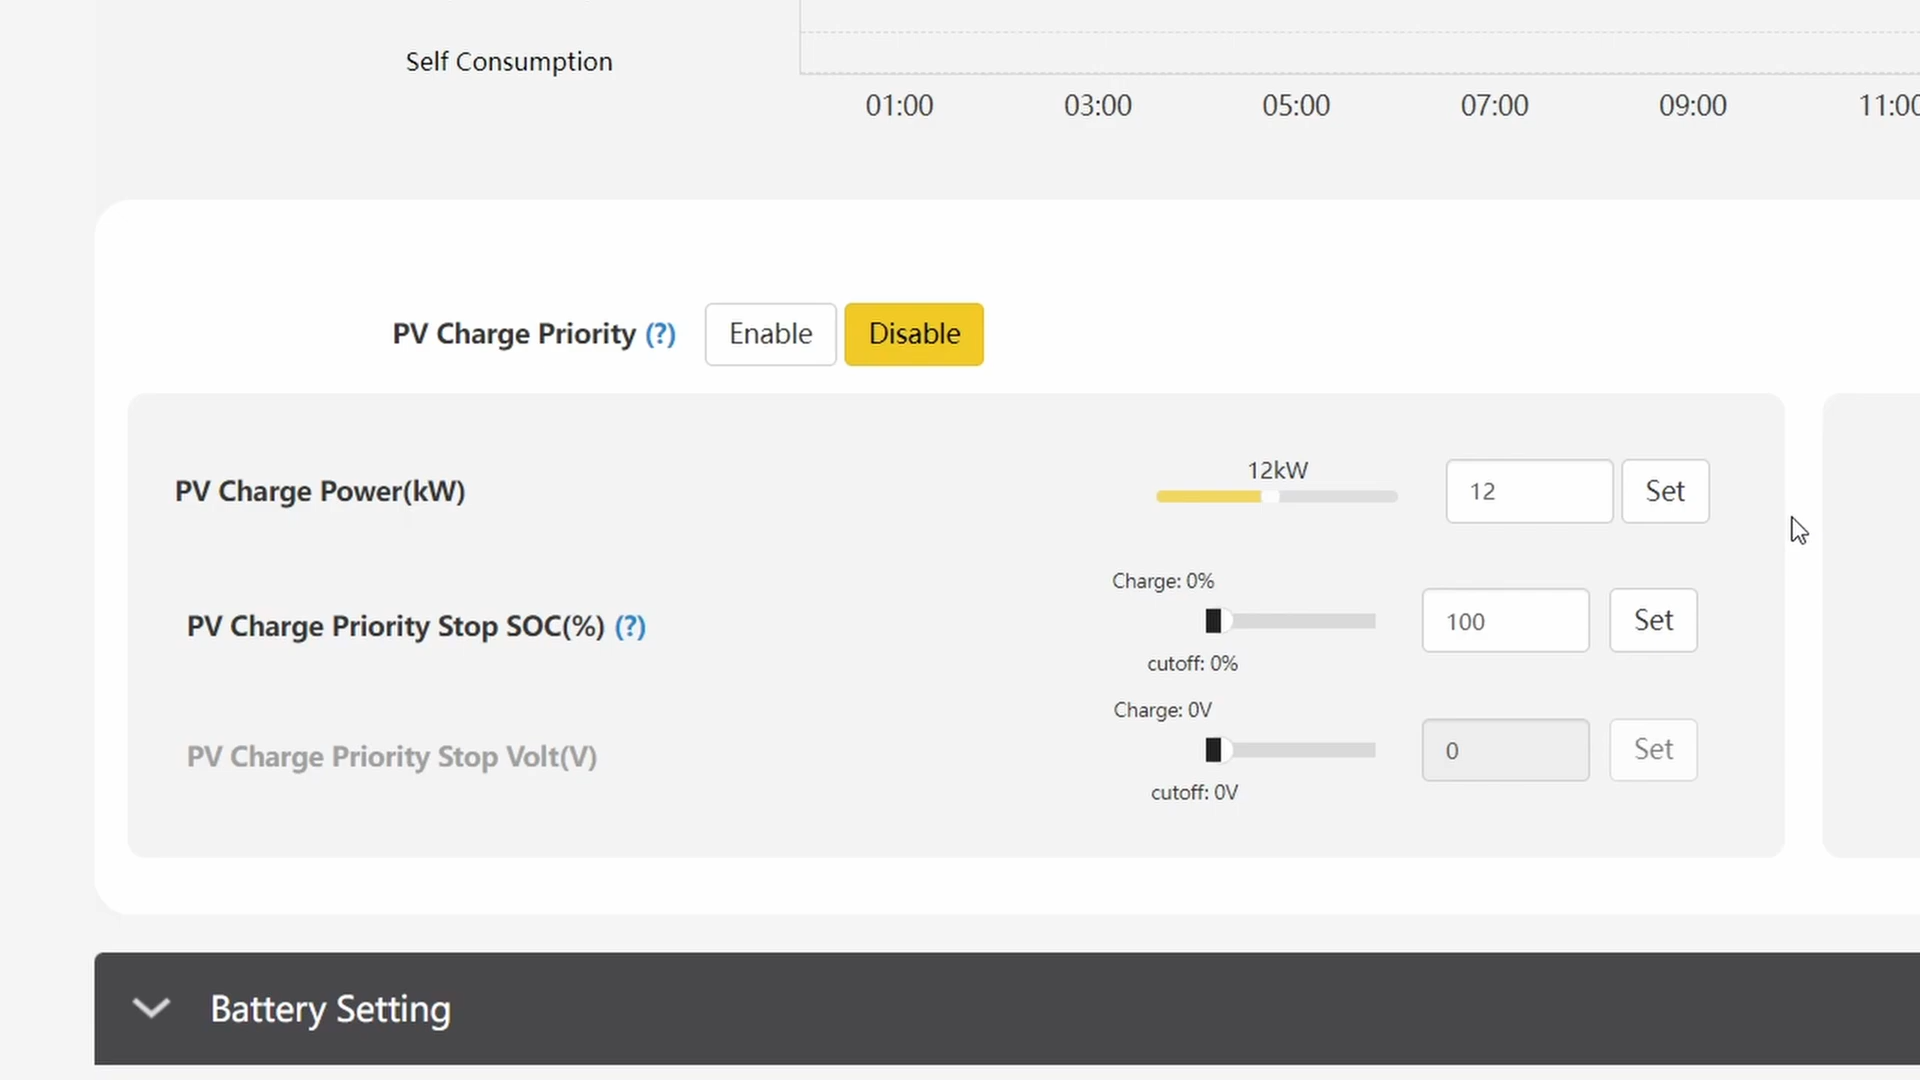 Self Consumption
01:00 03:00 05:00 07:00 09:00 11:00
PV Charge Priority (?) Enable Disable
12kW
PV Charge Power(kW) 12 Set
Charge: 0%
PV Charge Priority Stop SOC(%) (?) 100 Set
cutoff: 0%
Charge: 0V
PV Charge Priority Stop Volt(V) 0 Set
cutoff: 0V
Battery Setting